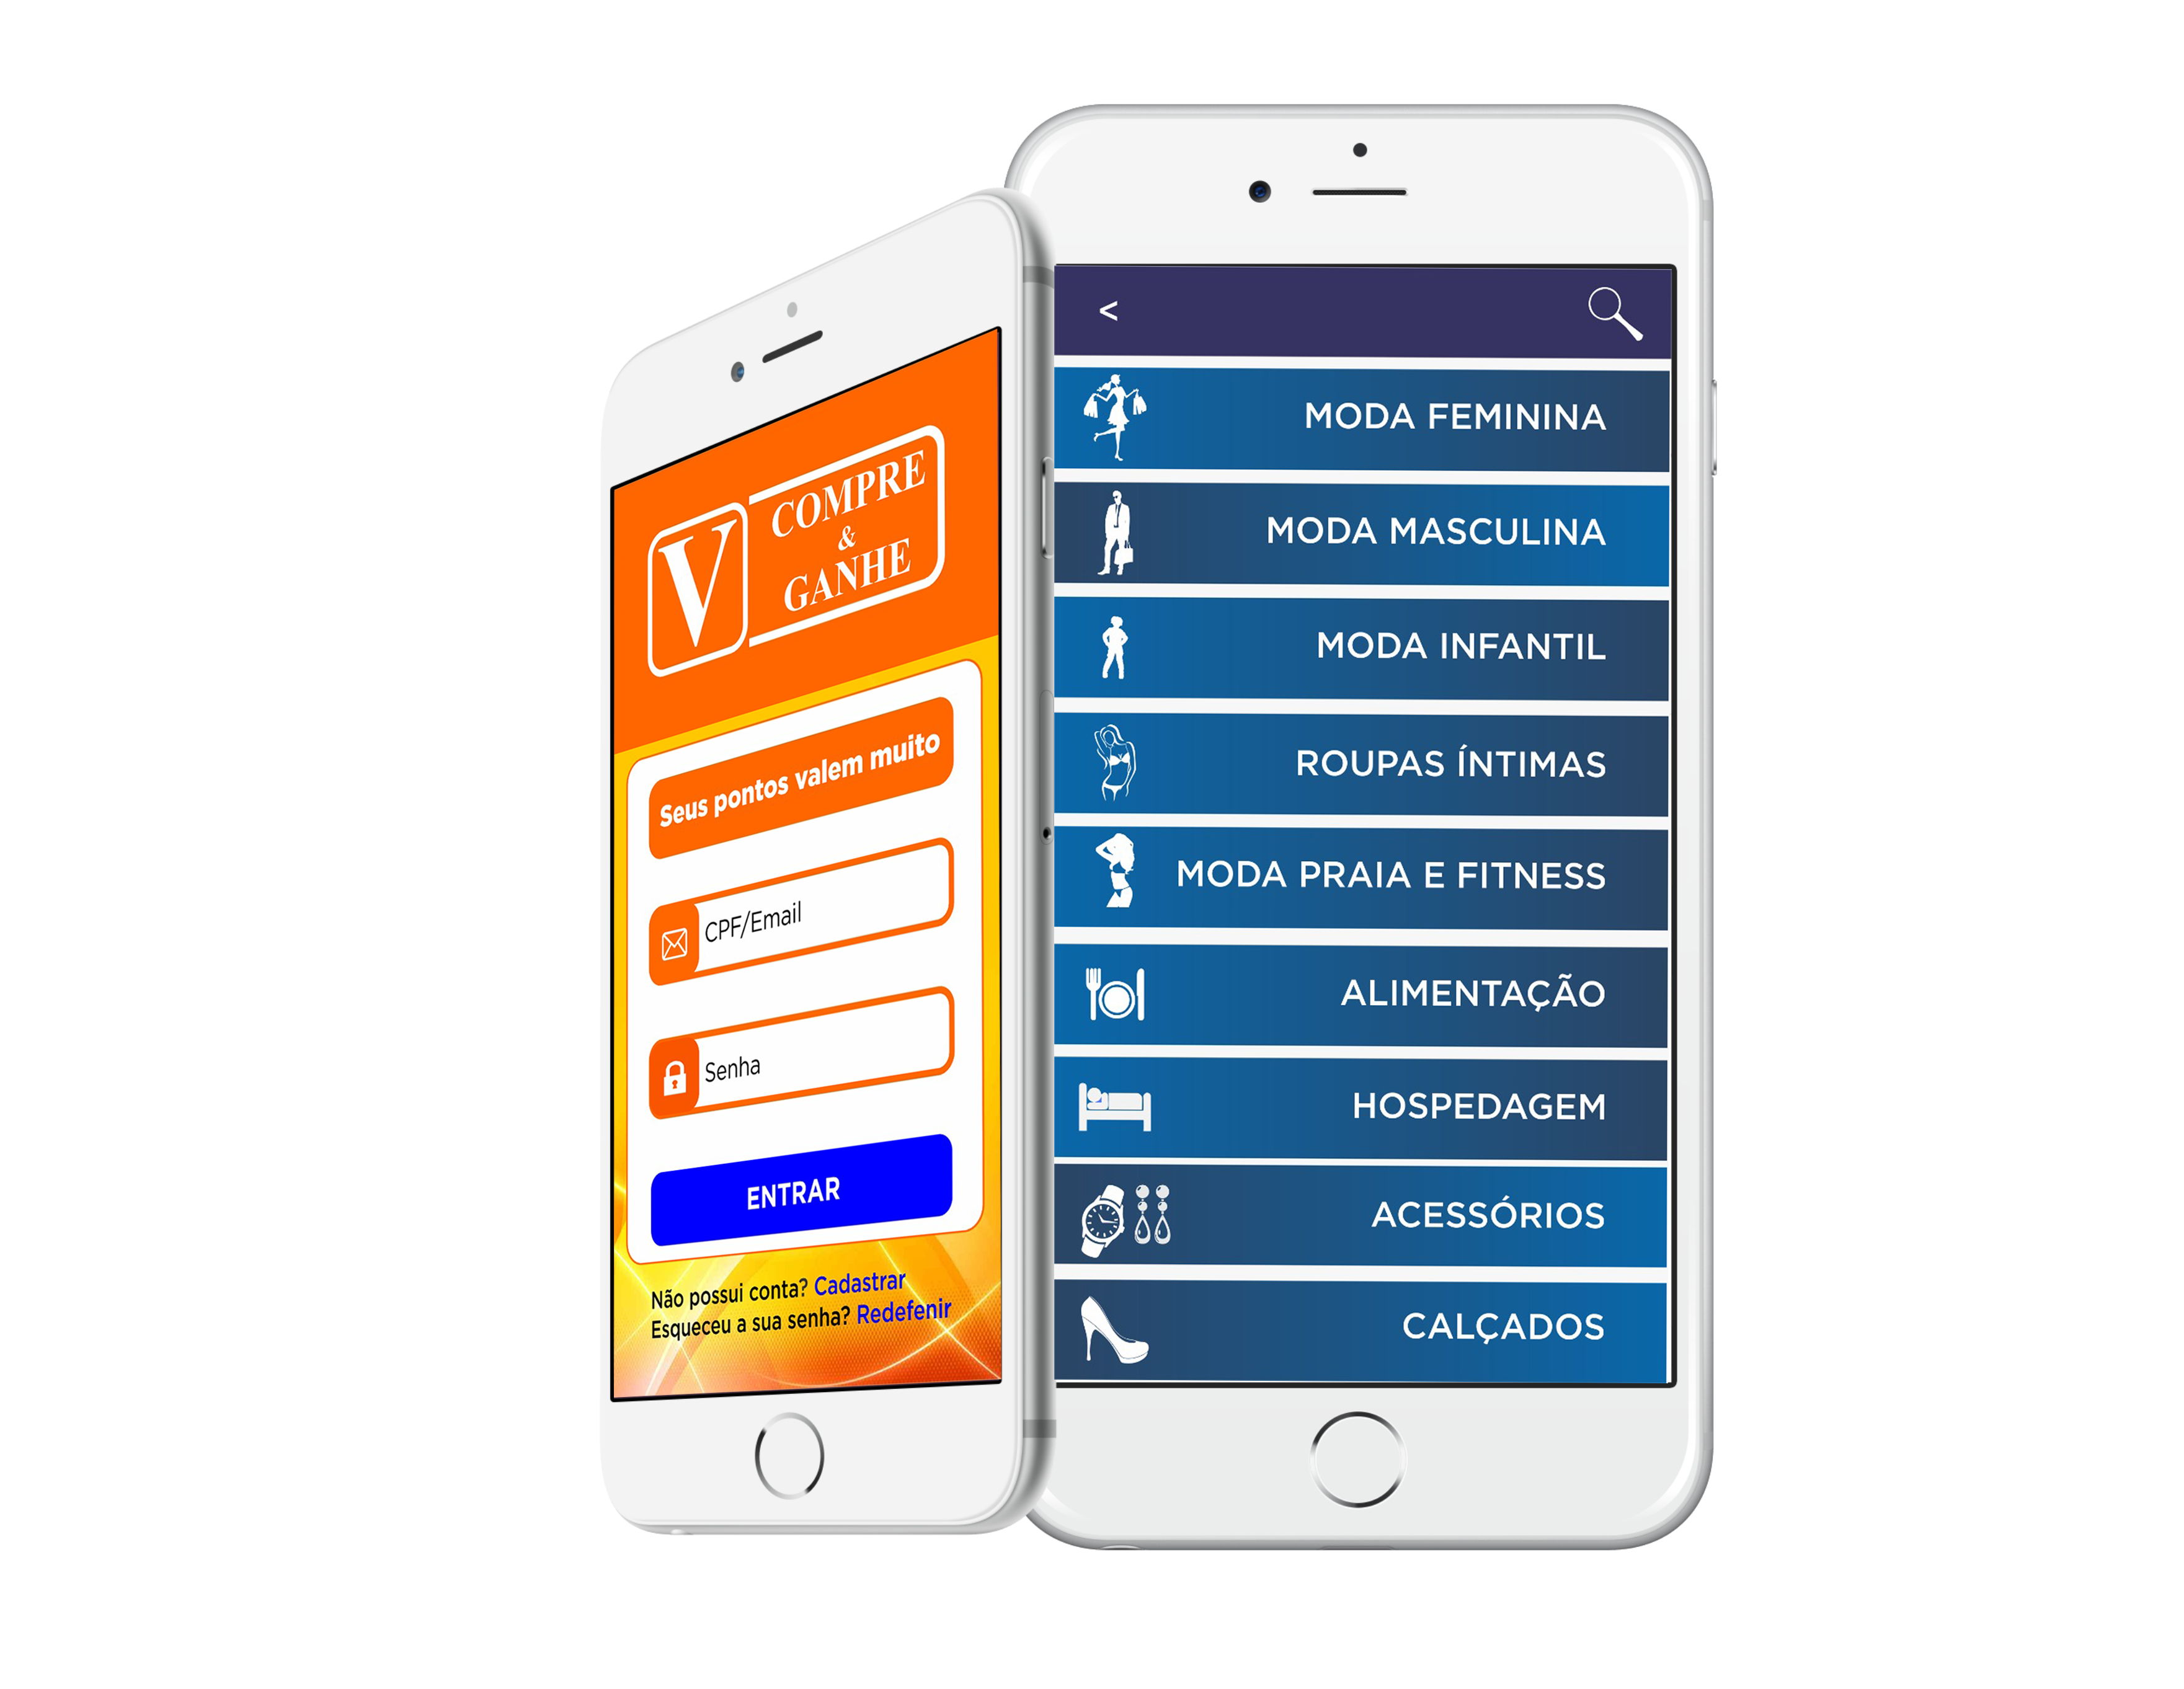 V
COMPRE
&
GANHE
Seus pontos valem muito
CPF/Email
Senha
ENTRAR
Não possui conta? Cadastrar
Esqueceu a sua senha? Redefenir
<
MODA FEMININA
MODA MASCULINA
MODA INFANTIL
ROUPAS ÍNTIMAS
MODA PRAIA E FITNESS
ALIMENTAÇÃO
HOSPEDAGEM
ACESSÓRIOS
CALÇADOS